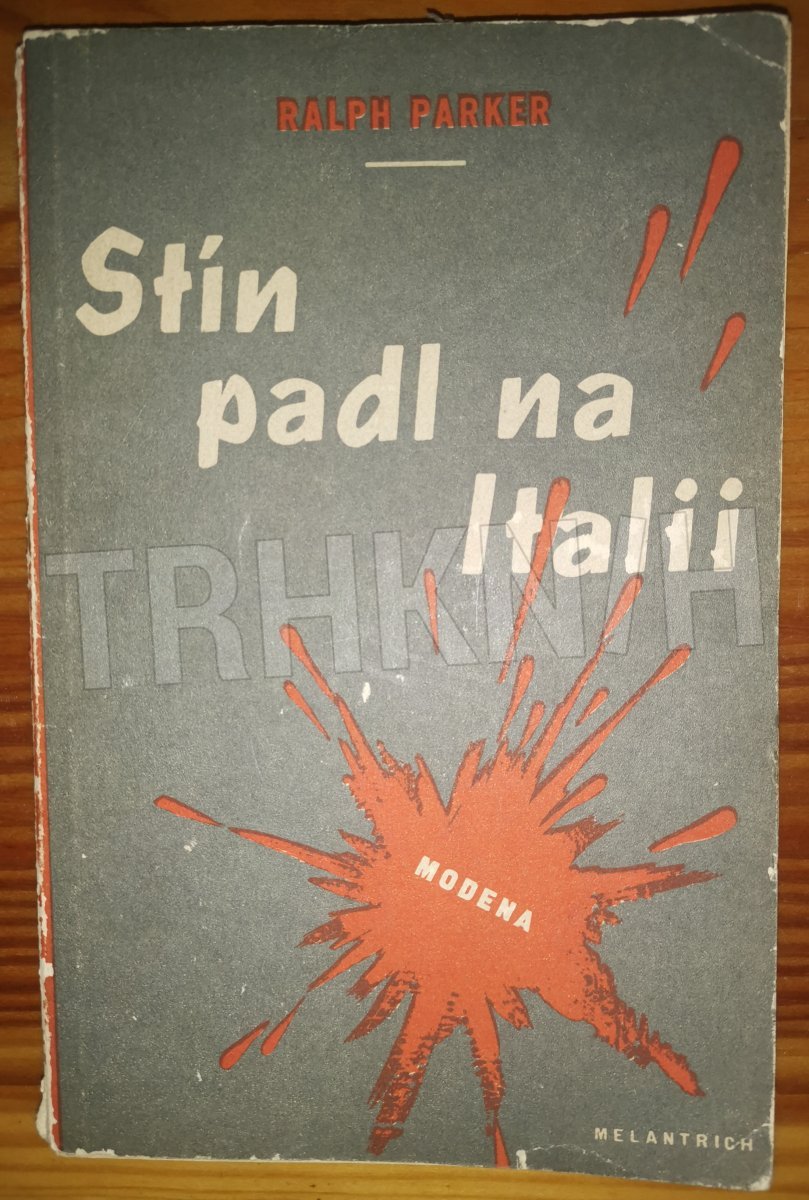 RALPH PARKER
Stín
padl na
Italii
TRHKNIH
MODENA
MELANTRICH